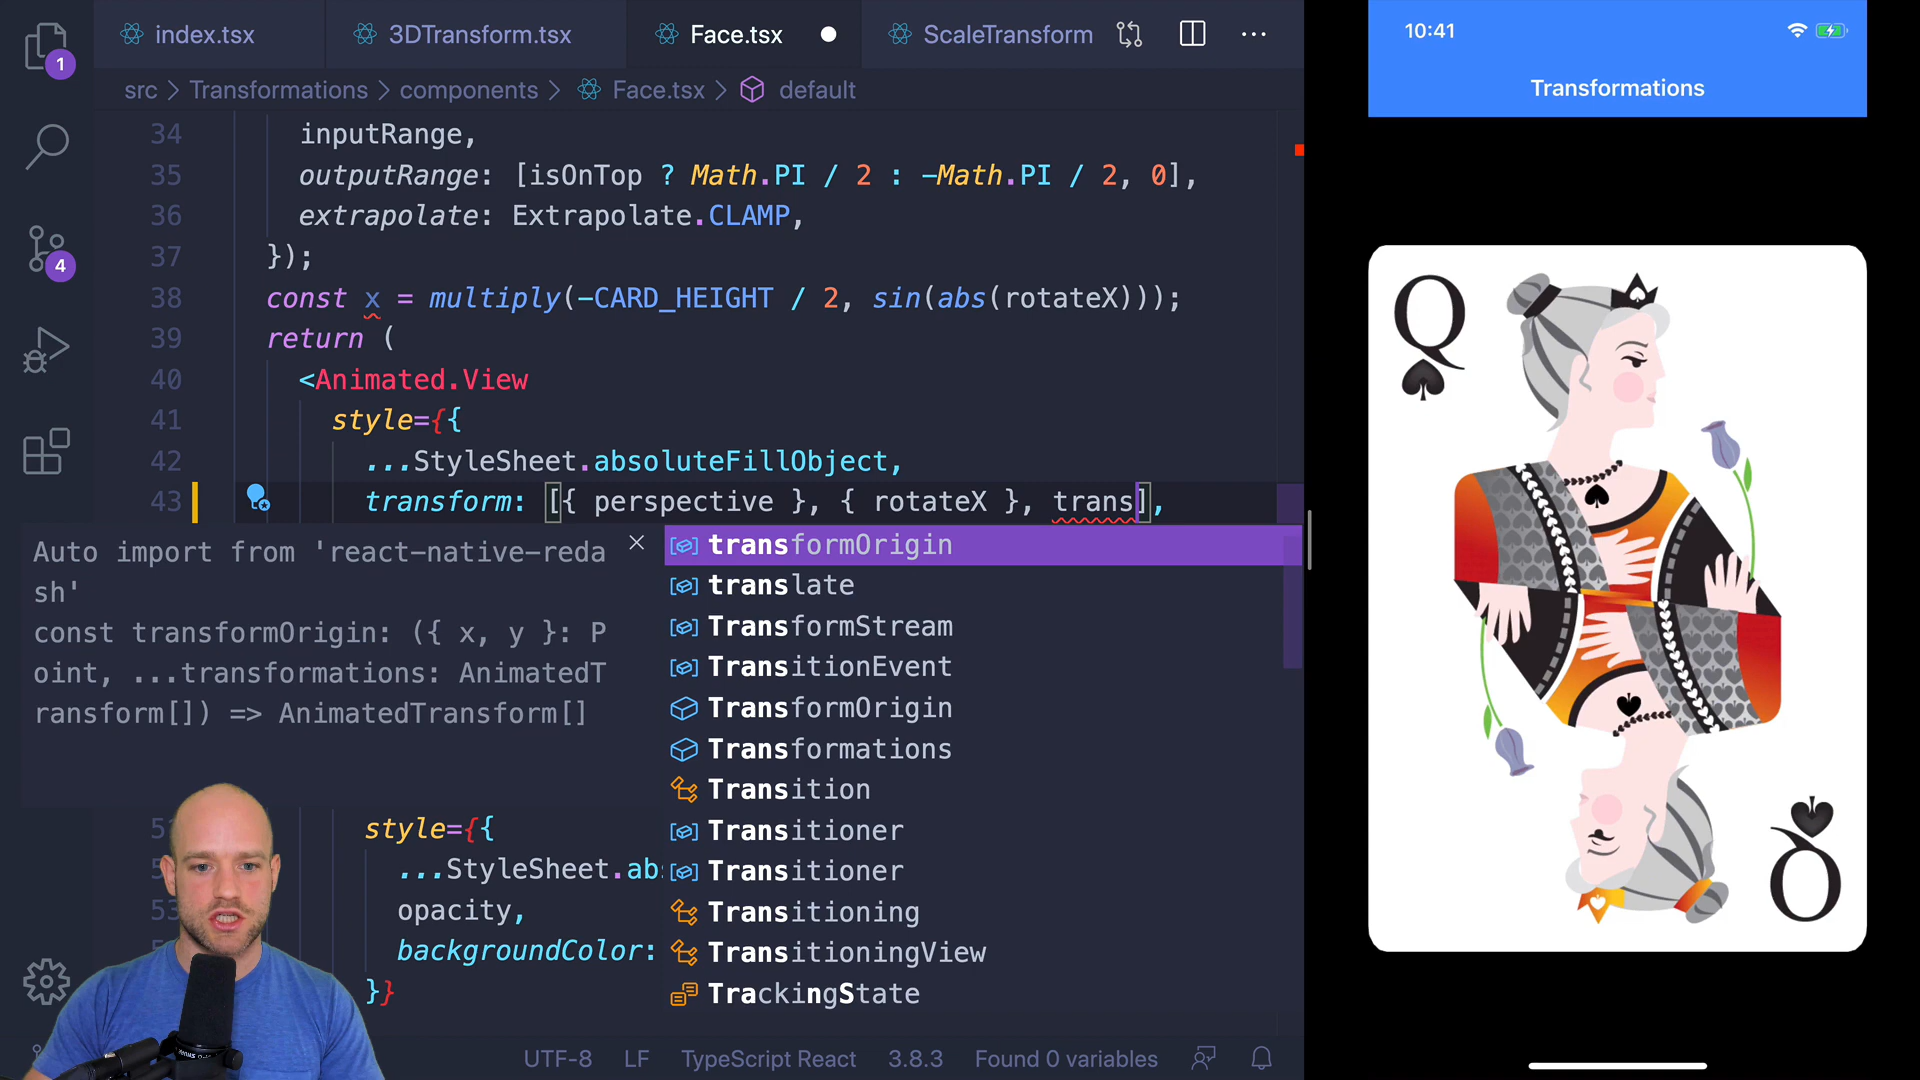 1
4
index.tsx
3DTransform.tsx
Face.tsx
ScaleTransform
src > Transformations > components > Face.tsx > default
34 inputRange,
35 outputRange: [isOnTop ? Math.PI / 2 : -Math.PI / 2, 0],
36 extrapolate: Extrapolate.CLAMP,
37 });
38 const x = multiply(-CARD_HEIGHT / 2, sin(abs(rotateX)));
39 return (
40 <Animated.View
41 style={{
42 ...StyleSheet.absoluteFillObject,
43 transform: [{ perspective }, { rotateX }, trans],
Auto import from 'react-native-reda
sh'
const transformOrigin: ({ x, y }: P
oint, ...transformations: AnimatedT
ransform[]) => AnimatedTransform[]
transformOrigin
translate
TransformStream
TransitionEvent
TransformOrigin
Transformations
Transition
Transitioner
Transitioner
Transitioning
TransitioningView
TrackingState
style={{
...StyleSheet.ab
53 opacity,
backgroundColor:
}}
UTF-8 LF TypeScript React 3.8.3 Found 0 variables
10:41
Transformations
Q
Q